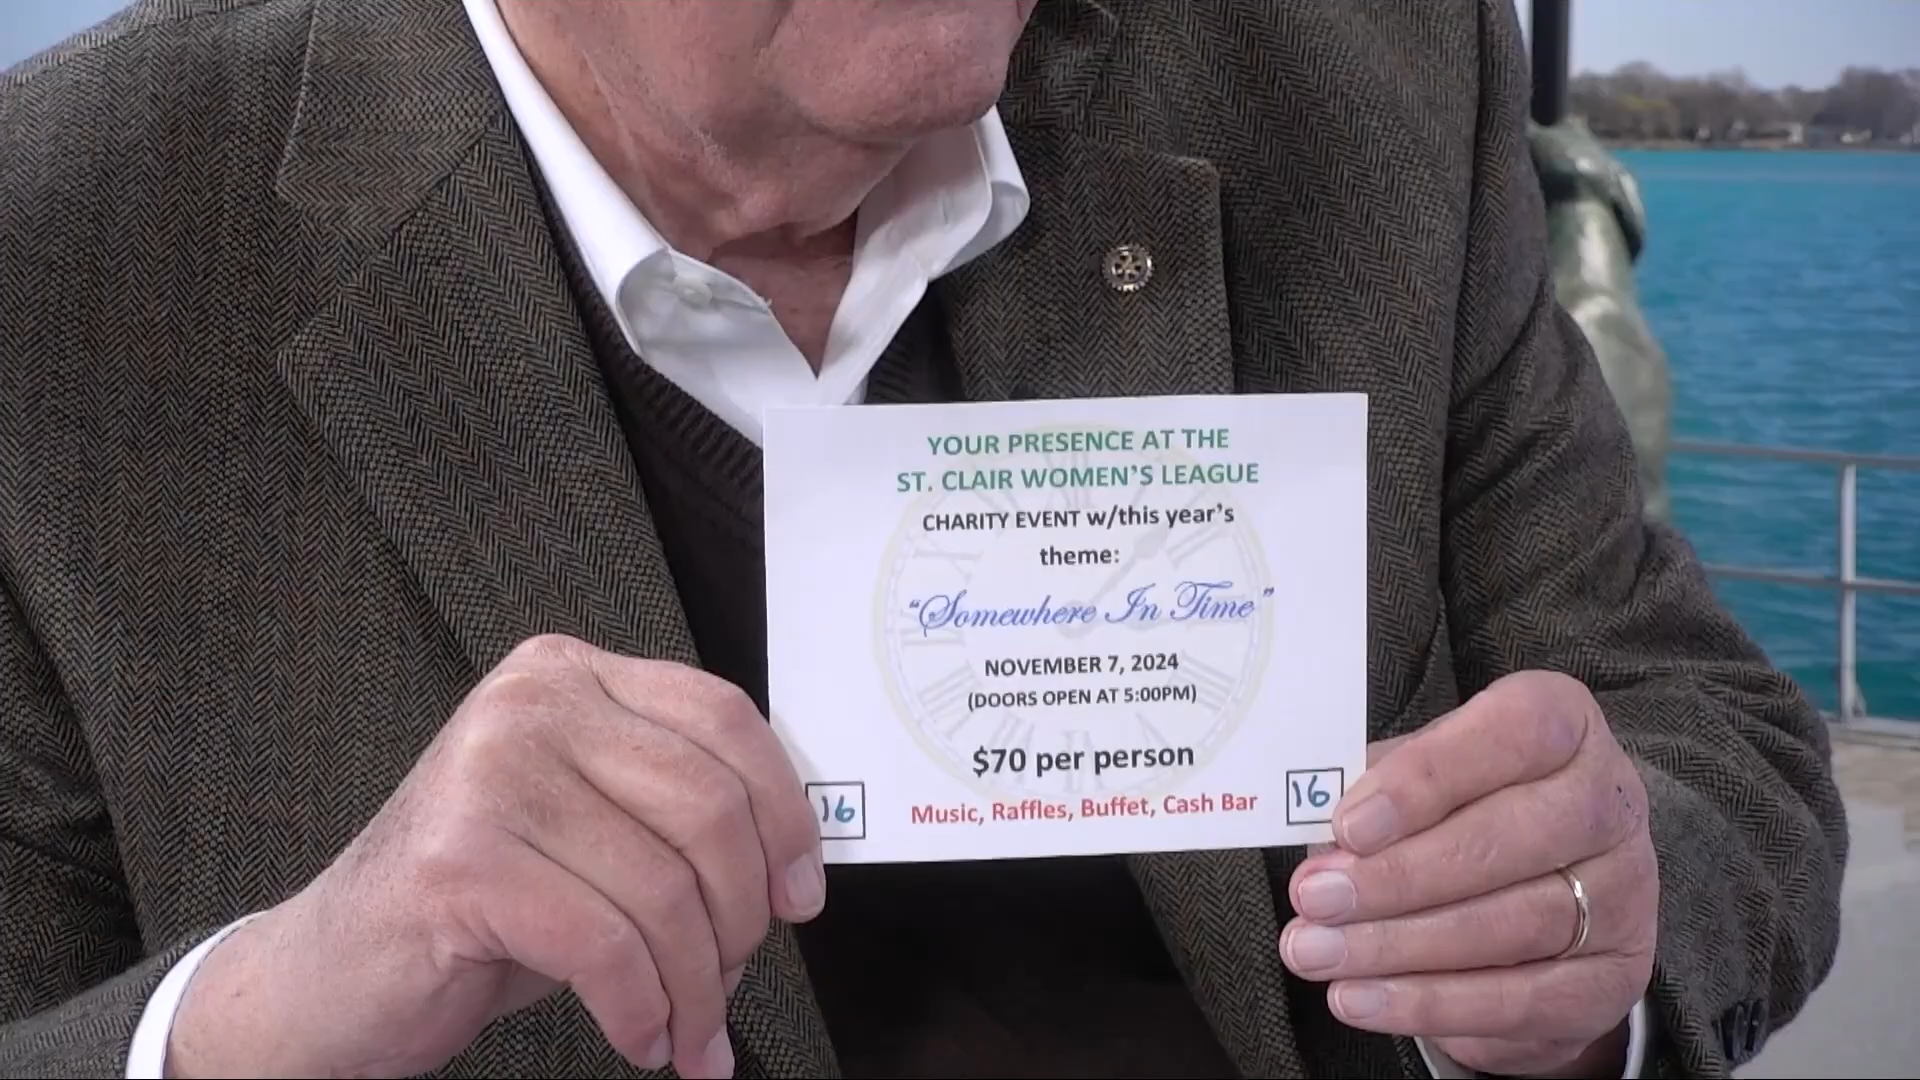 YOUR PRESENCE AT THE
ST. CLAIR WOMEN'S LEAGUE
CHARITY EVENT w/this year's
theme:
"Somewhere In Time"
NOVEMBER 7, 2024
(DOORS OPEN AT 5:00PM)
$70 per person
16 Music, Raffles, Buffet, Cash Bar 16